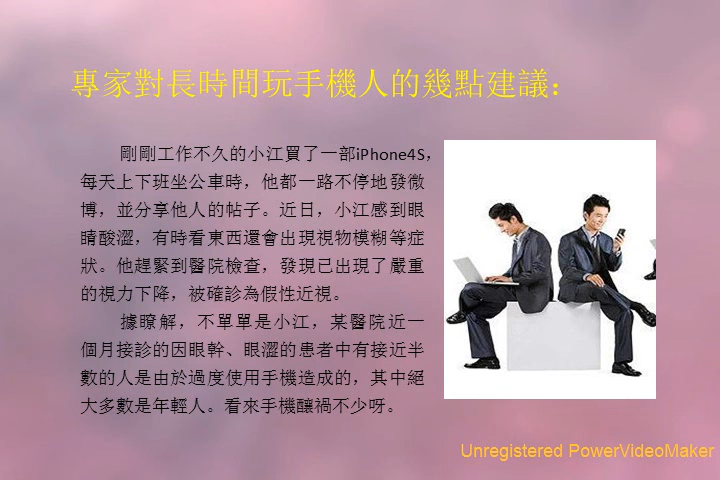 專家對長時間玩手機人的幾點建議：
剛剛工作不久的小江買了一部iPhone4S，
每天上下班坐公車時，他都一路不停地發微
博，並分享他人的帖子。近日，小江感到眼
睛酸澀，有時看東西還會出現視物模糊等症
狀。他趕緊到醫院檢查，發現已出現了嚴重
的視力下降，被確診為假性近視。
據瞭解，不單單是小江，某醫院近一
個月接診的因眼幹、眼澀的患者中有接近半
數的人是由於過度使用手機造成的，其中絕
大多數是年輕人。看來手機釀禍不少呀。
Unregistered PowerVideoMaker